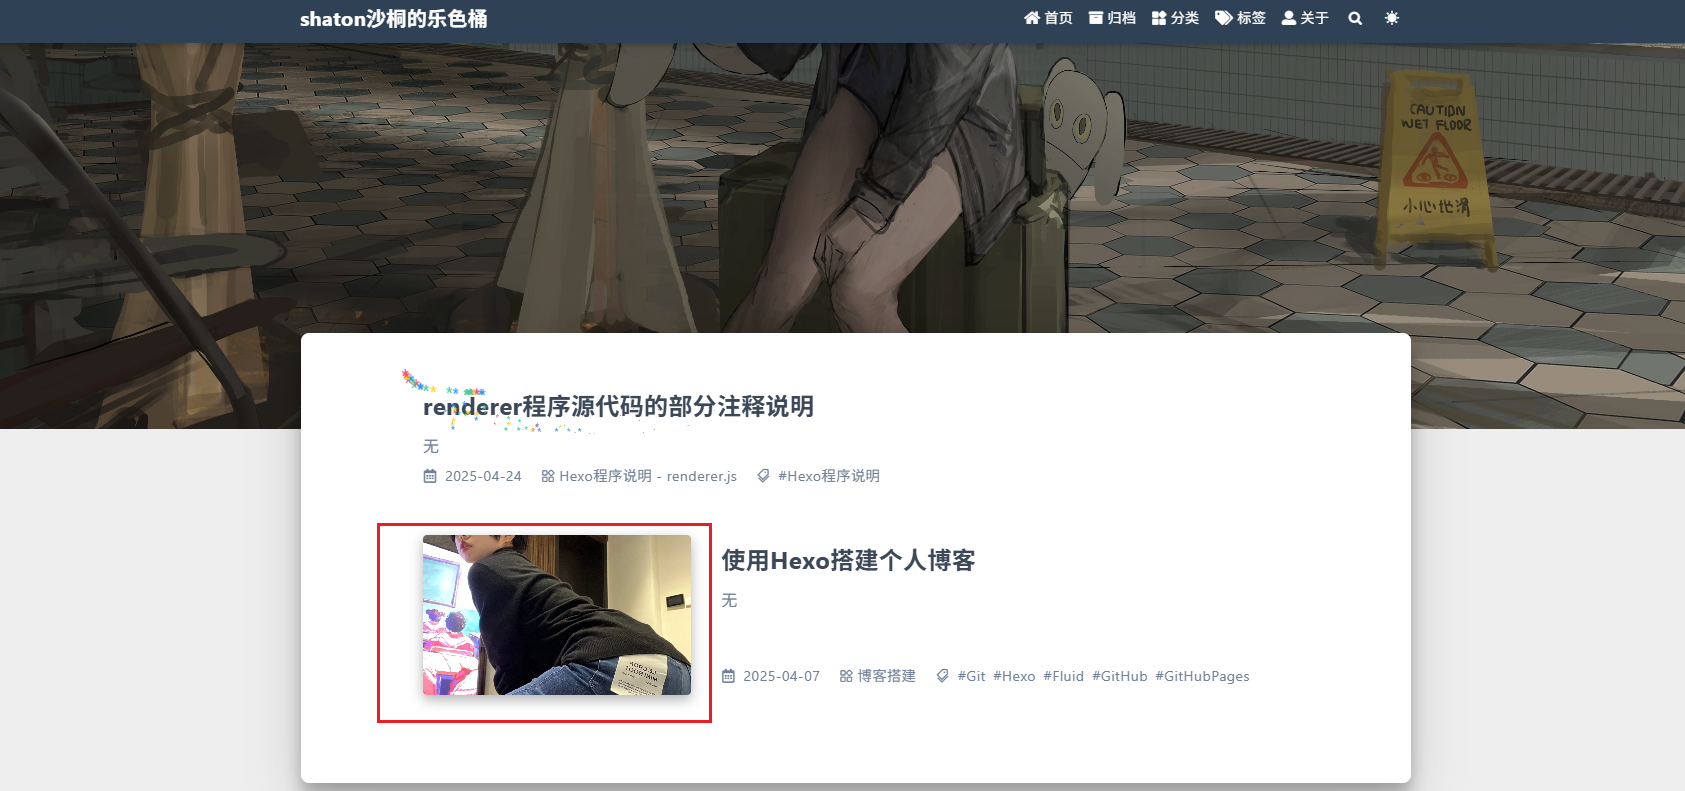 shaton沙桐的乐色桶
首页 归档 分类 标签 关于
CAUTION
WET FLOOR
小心地滑
renderer程序源代码的部分注释说明
无
2025-04-24 Hexo程序说明 - renderer.js #Hexo程序说明
使用Hexo搭建个人博客
无
2025-04-07 博客搭建 #Git #Hexo #Fluid #GitHub #GitHubPages